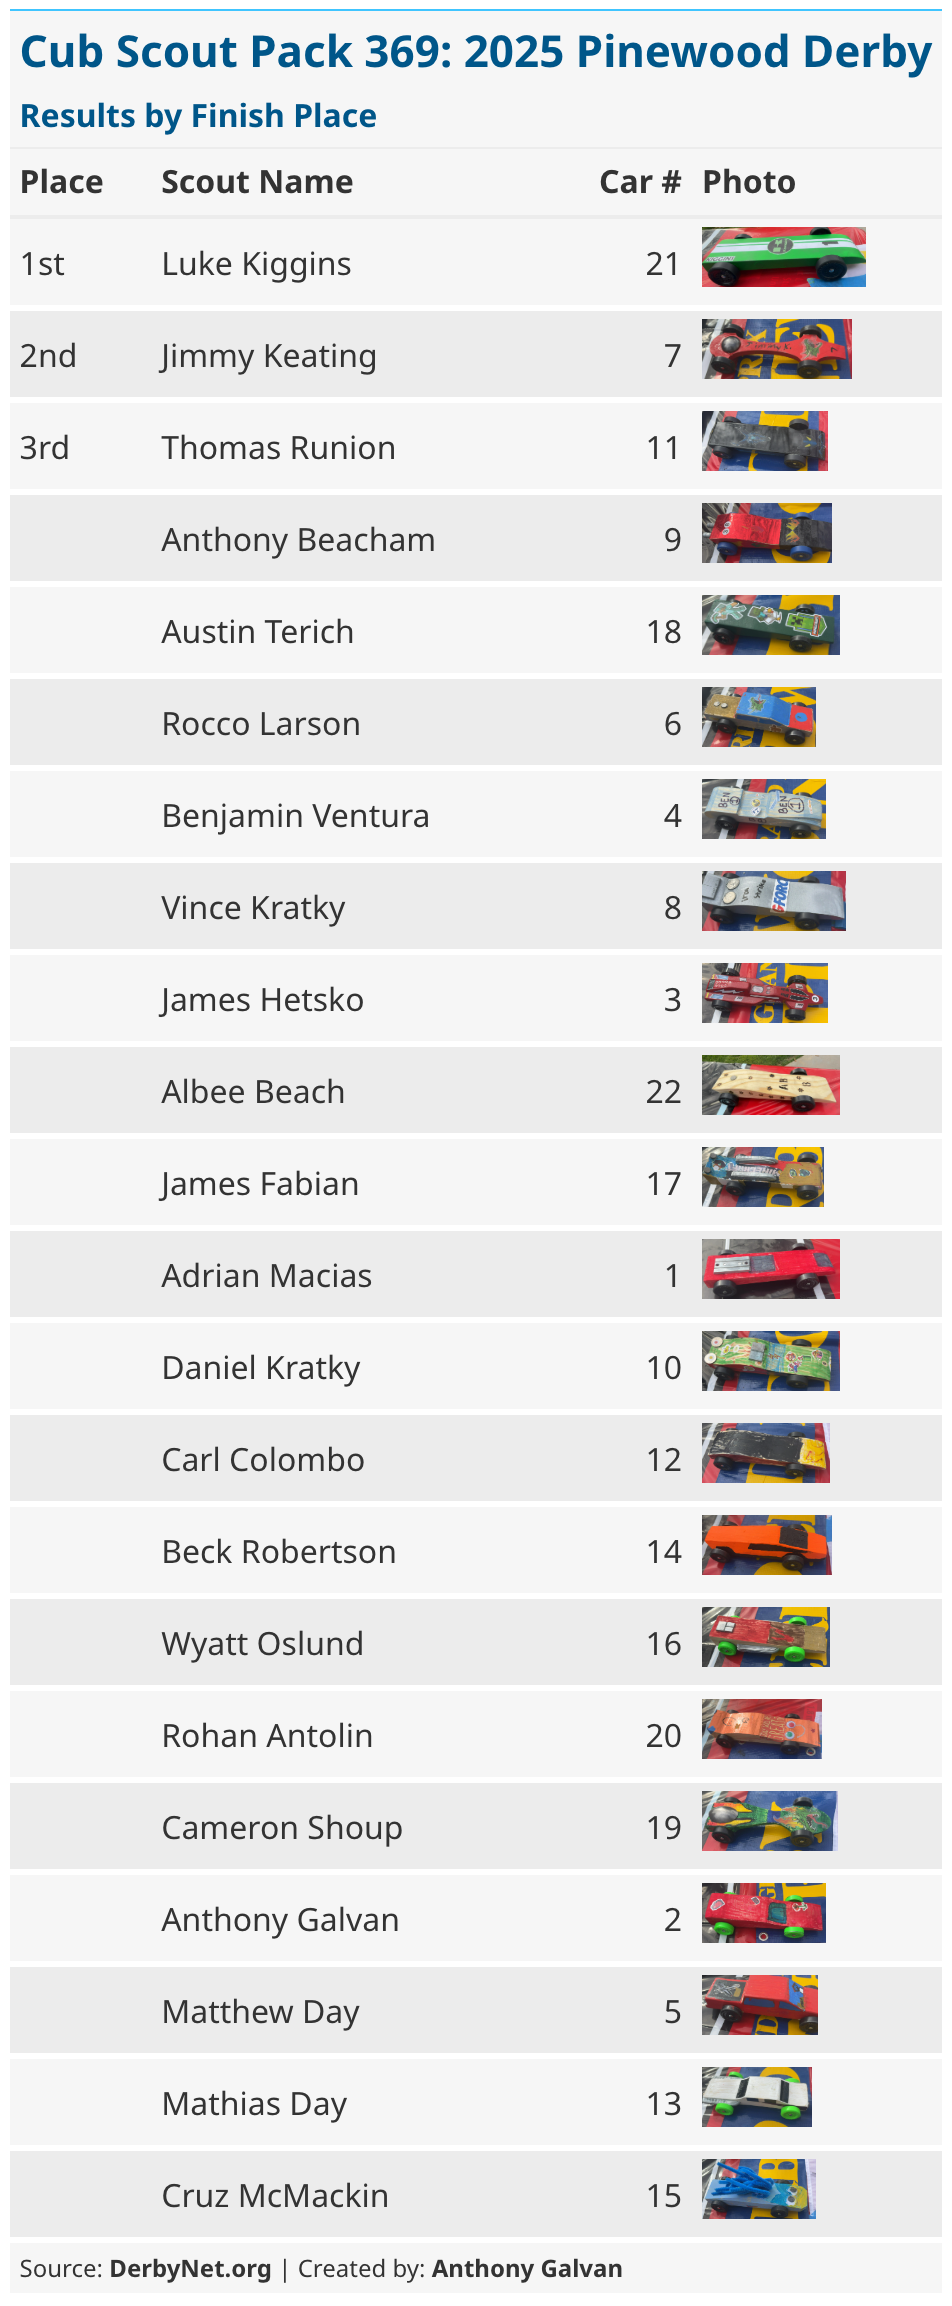 Cub Scout Pack 369: 2025 Pinewood Derby
Results by Finish Place
Place Scout Name Car # Photo
1st Luke Kiggins 21
2nd Jimmy Keating 7
3rd Thomas Runion 11
Anthony Beacham 9
Austin Terich 18
Rocco Larson 6
Benjamin Ventura 4
BEN BEN 1
Vince Kratky 8
James Hetsko 3
Albee Beach 22
James Fabian 17
Adrian Macias 1
Daniel Kratky 10
Carl Colombo 12
Beck Robertson 14
Wyatt Oslund 16
Rohan Antolin 20
Cameron Shoup 19
Anthony Galvan 2
Matthew Day 5
Mathias Day 13
Cruz McMackin 15
Source: DerbyNet.org | Created by: Anthony Galvan